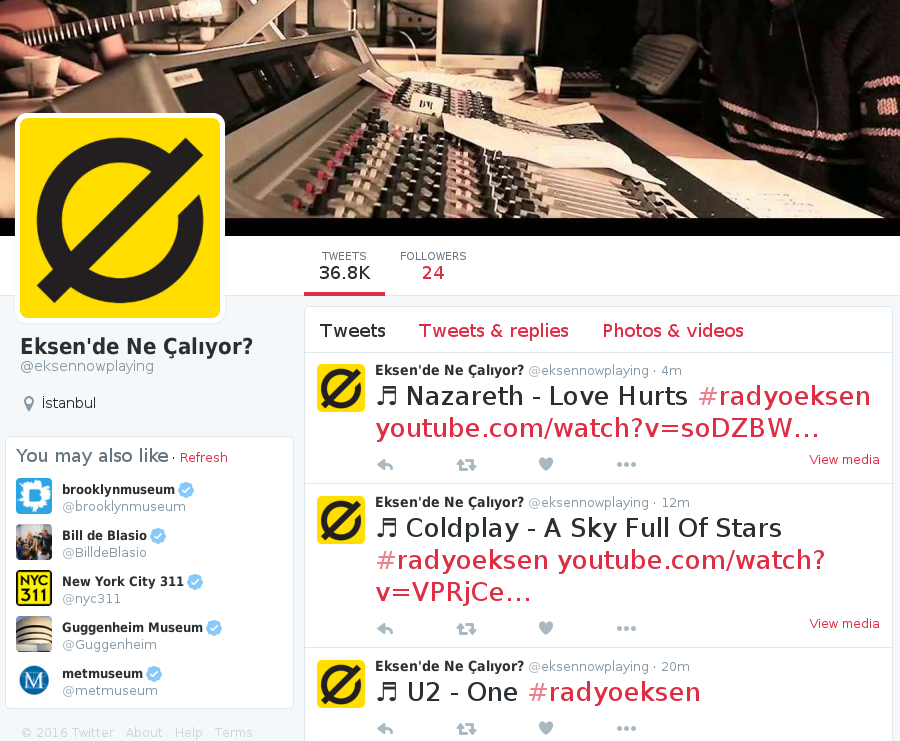 TWEETS
36.8K
FOLLOWERS
24
Eksen'de Ne Çalıyor?
@eksennowplaying
İstanbul
You may also like · Refresh
brooklynmuseum
@brooklynmuseum
Bill de Blasio
@BilldeBlasio
NYC
311
New York City 311
@nyc311
Guggenheim Museum
@Guggenheim
M
metmuseum
@metmuseum
© 2016 Twitter About Help Terms
Tweets Tweets & replies Photos & videos
Eksen'de Ne Çalıyor? @eksennowplaying · 4m
♬ Nazareth - Love Hurts #radyoeksen
youtube.com/watch?v=soDZBW…
View media
Eksen'de Ne Çalıyor? @eksennowplaying · 12m
♬ Coldplay - A Sky Full Of Stars
#radyoeksen youtube.com/watch?
v=VPRjCe…
View media
Eksen'de Ne Çalıyor? @eksennowplaying · 20m
♬ U2 - One #radyoeksen